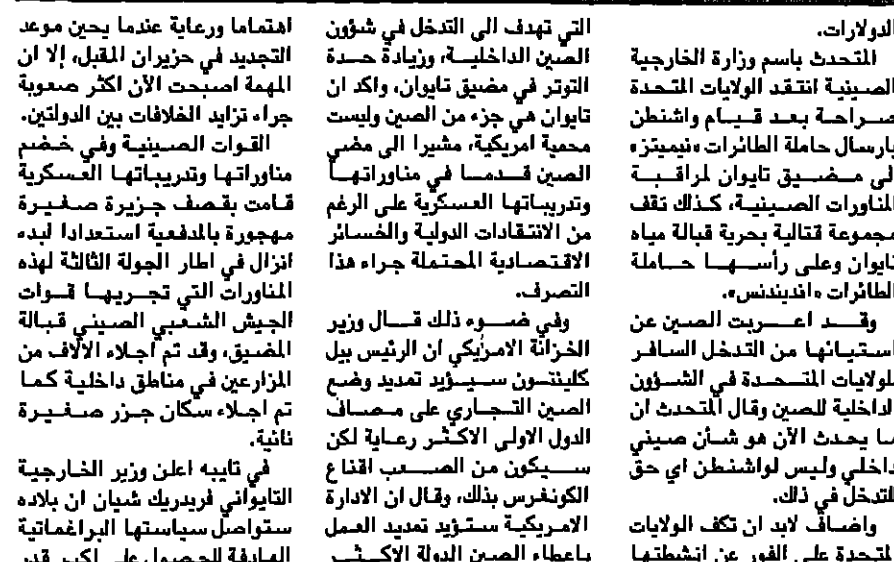 الدولارات.
المتحدث باسم وزارة الخارجية
الصينية انتقد الولايات المتحدة
صراحة بعد قيام واشنطن
بارسال حاملة الطائرات «نيميتز»
الى مضيق تايوان لمراقبة
المناورات الصينية، كذلك تقف
مجموعة قتالية بحرية قبالة مياه
تايوان وعلى رأسها حاملة
الطائرات «اندبندنس».
وقد اعربت الصين عن
استيائها من التدخل السافر
للولايات المتحدة في الشؤون
الداخلية للصين وقال المتحدث ان
ما يحدث الآن هو شأن صيني
داخلي وليس لواشنطن اي حق
للتدخل في ذلك.
واضاف لابد ان تكف الولايات
المتحدة على الفور عن انشطتها
التي تهدف الى التدخل في شؤون
الصين الداخلية، وزيادة حدة
التوتر في مضيق تايوان، واكد ان
تايوان هي جزء من الصين وليست
محمية امريكية، مشيرا الى مضي
الصين قدما في مناوراتها
وتدريباتها العسكرية على الرغم
من الانتقادات الدولية والخسائر
الاقتصادية المحتملة جراء هذا
التصرف.
وفي ضوء ذلك قال وزير
الخزانة الامريكي ان الرئيس بيل
كلينتون سيؤيد تمديد وضع
الصين التجاري على مصاف
الدول الاولى الاكثر رعاية لكن
سيكون من الصعب اقناع
الكونغرس بذلك، وقال ان الادارة
الامريكية ستؤيد تمديد العمل
باعطاء الصين الدولة الاكثر
اهتماما ورعاية عندما يحين موعد
التجديد في حزيران المقبل، إلا ان
المهمة اصبحت الآن اكثر صعوبة
جراء تزايد الخلافات بين الدولتين.
القوات الصينية وفي خضم
مناوراتها وتدريباتها العسكرية
قامت بقصف جزيرة صغيرة
مهجورة بالمدفعية استعدادا لبدء
انزال في اطار الجولة الثالثة لهذه
المناورات التي تجريها قوات
الجيش الشعبي الصيني قبالة
المضيق، وقد تم اجلاء الآلاف من
المزارعين في مناطق داخلية كما
تم اجلاء سكان جزر صغيرة
نائية.
في تايبه اعلن وزير الخارجية
التايواني فريدريك شيان ان بلاده
ستواصل سياستها البراغماتية
الهادفة للحصول على اكبر قدر